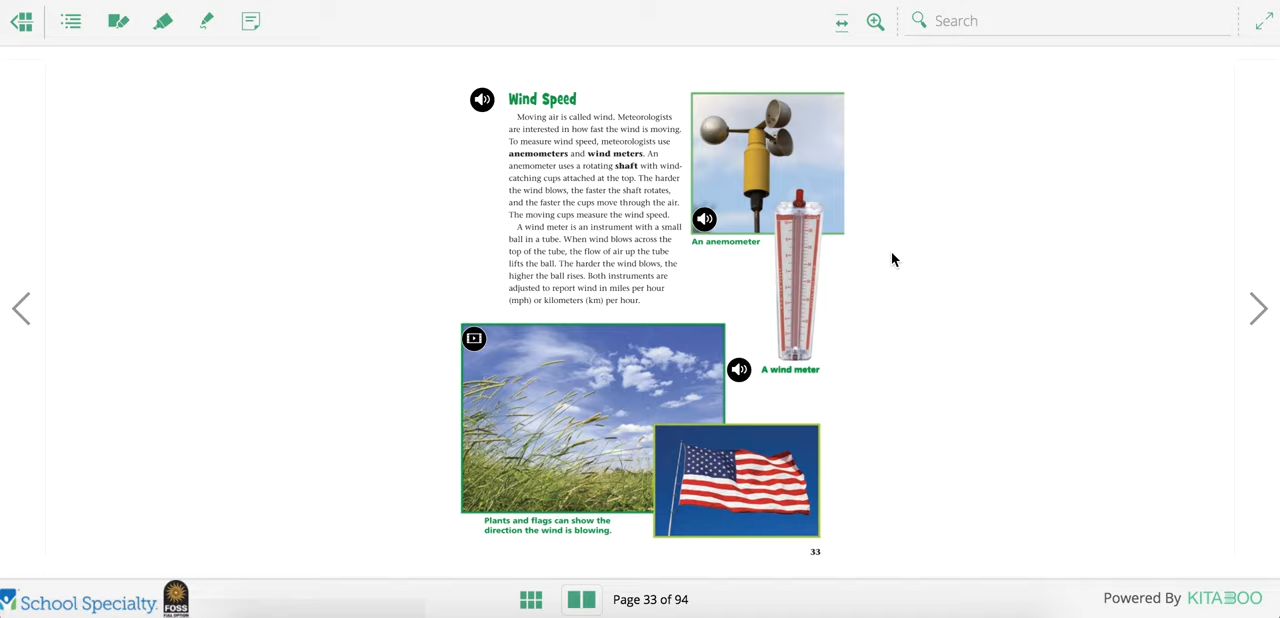 Search
Wind Speed
Moving air is called wind. Meteorologists
are interested in how fast the wind is moving.
To measure wind speed, meteorologists use
anemometers and wind meters. An
anemometer uses a rotating shaft with wind-
catching cups attached at the top. The harder
the wind blows, the faster the shaft rotates,
and the faster the cups move through the air.
The moving cups measure the wind speed.
A wind meter is an instrument with a small
ball in a tube. When wind blows across the
top of the tube, the flow of air up the tube
lifts the ball. The harder the wind blows, the
higher the ball rises. Both instruments are
adjusted to report wind in miles per hour
(mph) or kilometers (km) per hour.
An anemometer
A wind meter
Plants and flags can show the
direction the wind is blowing.
33
School Specialty.
FOSS
FULL OPTION
Page 33 of 94
Powered By KITABOO